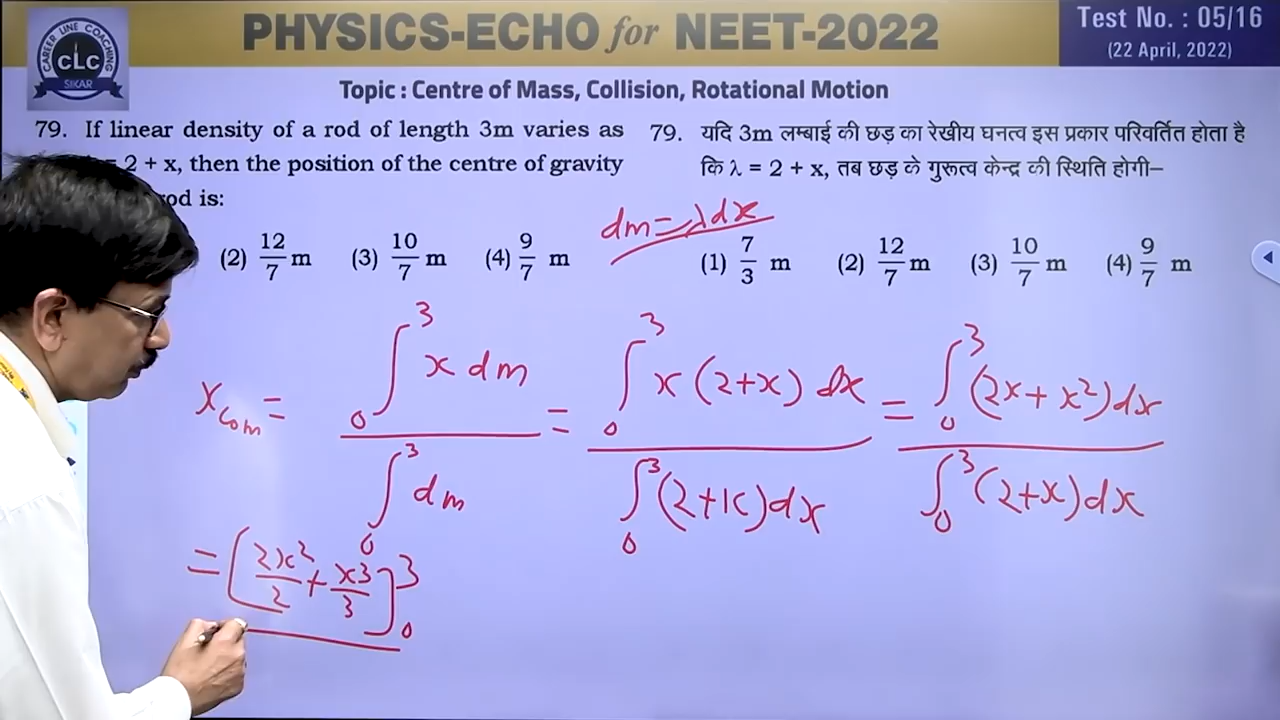 PHYSICS-ECHO for NEET-2022
Test No. : 05/16
(22 April, 2022)
CAREER LINE COACHING
CLC
SIKAR
Topic : Centre of Mass, Collision, Rotational Motion
79. If linear density of a rod of length 3m varies as
= 2 + x, then the position of the centre of gravity
rod is:
(2) 12/7 m (3) 10/7 m (4) 9/7 m
79. यदि 3m लम्बाई की छड़ का रेखीय घनत्व इस प्रकार परिवर्तित होता है
कि λ = 2 + x, तब छड़ के गुरूत्व केन्द्र की स्थिति होगी–
dm = λdx
(1) 7/3 m (2) 12/7 m (3) 10/7 m (4) 9/7 m
x_com = ∫₀³ x dm / ∫₀³ dm = ∫₀³ x (2+x) dx / ∫₀³ (2+x) dx = ∫₀³ (2x + x²) dx / ∫₀³ (2+x) dx
= [2x²/2 + x³/3]₀³